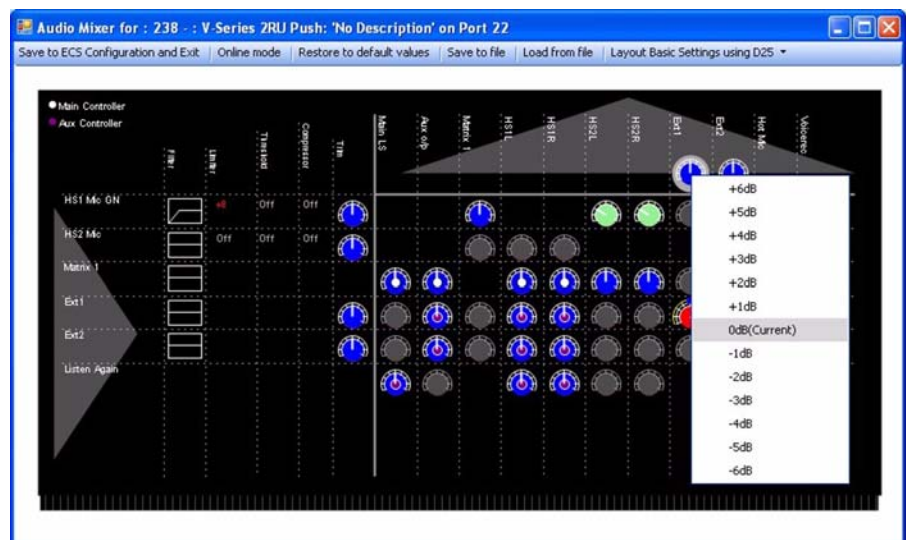 Audio Mixer for : 238 - : V-Series 2RU Push: 'No Description' on Port 22
Save to ECS Configuration and Exit Online mode Restore to default values Save to file Load from file Layout Basic Settings using D25
Main Controller
Aux Controller
Filter
Limiter
Threshold
Compressor
Trim
Main LS
Aux o/p
Matrix 1
HS1L
HS1R
HS2L
HS2R
Ext1
Ext2
Hot Mic
Voicerec
HS1 Mic GN
+8 Off Off
HS2 Mic
Off Off Off
Matrix 1
Ext1
Ext2
Listen Again
+6dB
+5dB
+4dB
+3dB
+2dB
+1dB
0dB(Current)
-1dB
-2dB
-3dB
-4dB
-5dB
-6dB